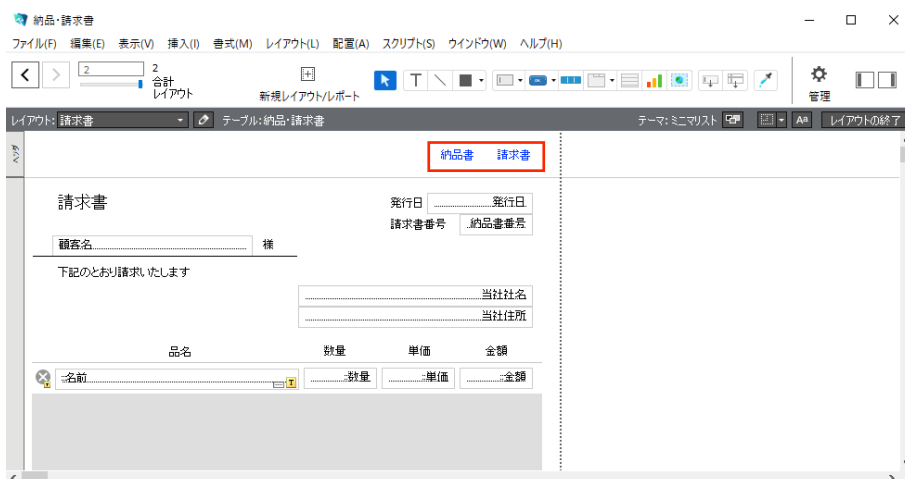 納品・請求書
ファイル(F) 編集(E) 表示(V) 挿入(I) 書式(M) レイアウト(L) 配置(A) スクリプト(S) ウインドウ(W) ヘルプ(H)
2
2
合計
レイアウト
新規レイアウト/レポート
T
管理
レイアウト: 請求書 テーブル:納品・請求書 テーマ:ミニマリスト Aa レイアウトの終了
ヘッダ
納品書 請求書
請求書
発行日 発行日
請求書番号 納品書番号
顧客名 様
下記のとおり請求いたします
当社社名
当社住所
品名 数量 単価 金額
::名前 T ::数量 ::単価 ::金額